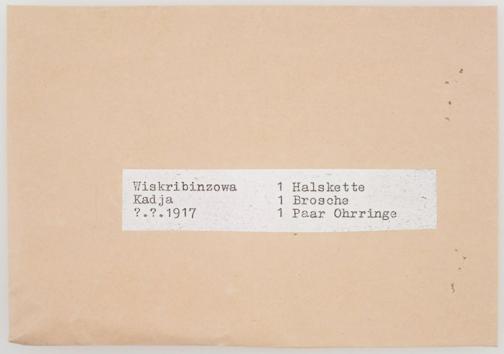 Wiskribinzowa 1 Halskette
Kadja 1 Brosche
?.?.1917 1 Paar Ohrringe